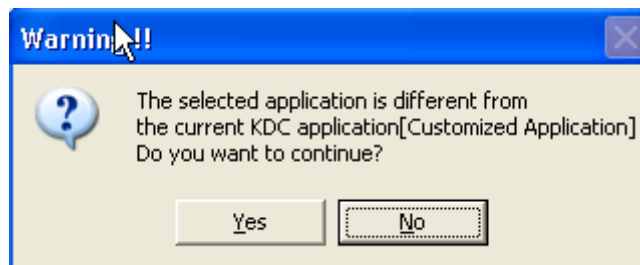 Warning!!!
The selected application is different from
the current KDC application[Customized Application]
Do you want to continue?
Yes
No